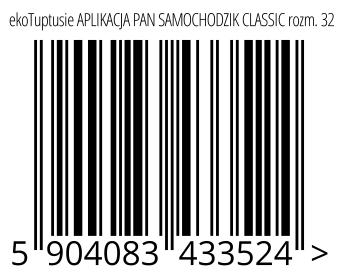 ekoTuptusie APLIKACJA PAN SAMOCHODZIK CLASSIC rozm. 32
5 904083 433524 >